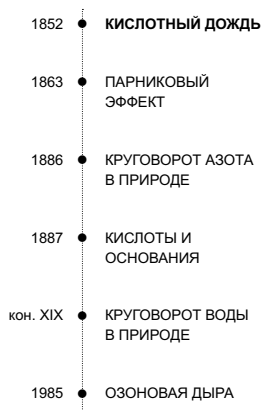 1852 КИСЛОТНЫЙ ДОЖДЬ
1863 ПАРНИКОВЫЙ
ЭФФЕКТ
1886 КРУГОВОРОТ АЗОТА
В ПРИРОДЕ
1887 КИСЛОТЫ И
ОСНОВАНИЯ
кон. XIX КРУГОВОРОТ ВОДЫ
В ПРИРОДЕ
1985 ОЗОНОВАЯ ДЫРА